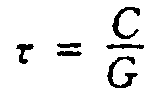 τ = C/G